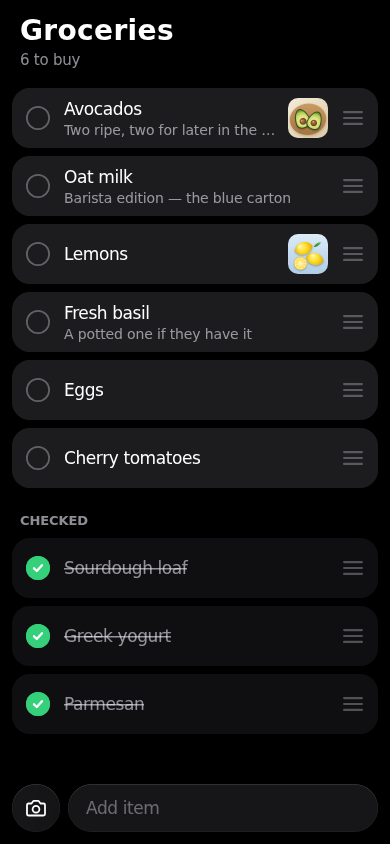 Groceries
6 to buy
Avocados
Two ripe, two for later in the …
Oat milk
Barista edition — the blue carton
Lemons
Fresh basil
A potted one if they have it
Eggs
Cherry tomatoes
CHECKED
Sourdough loaf
Greek yogurt
Parmesan
Add item